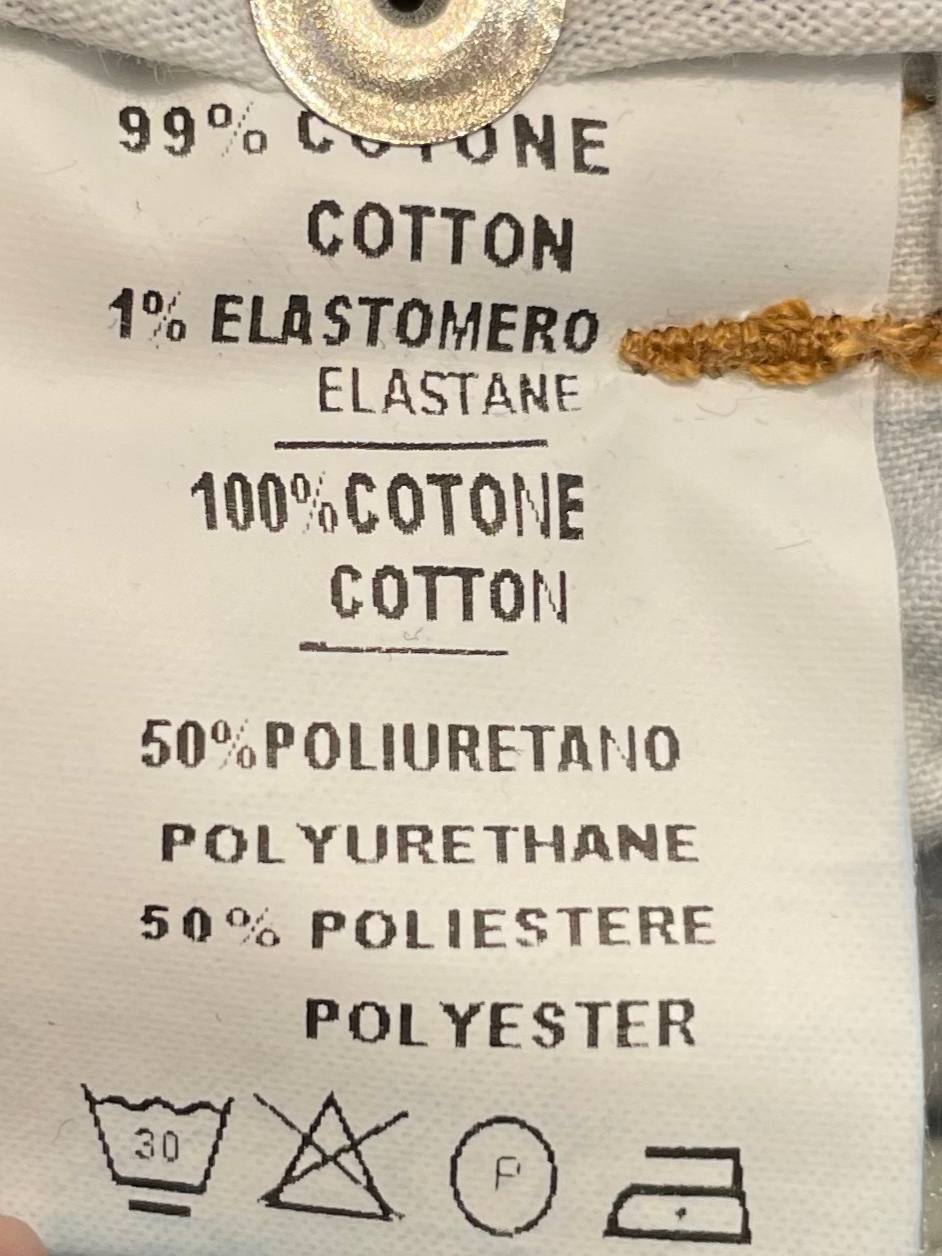 99% COTONE
COTTON
1% ELASTOMERO
ELASTANE
100% COTONE
COTTON
50% POLIURETANO
POLYURETHANE
50% POLIESTERE
POLYESTER
30 P